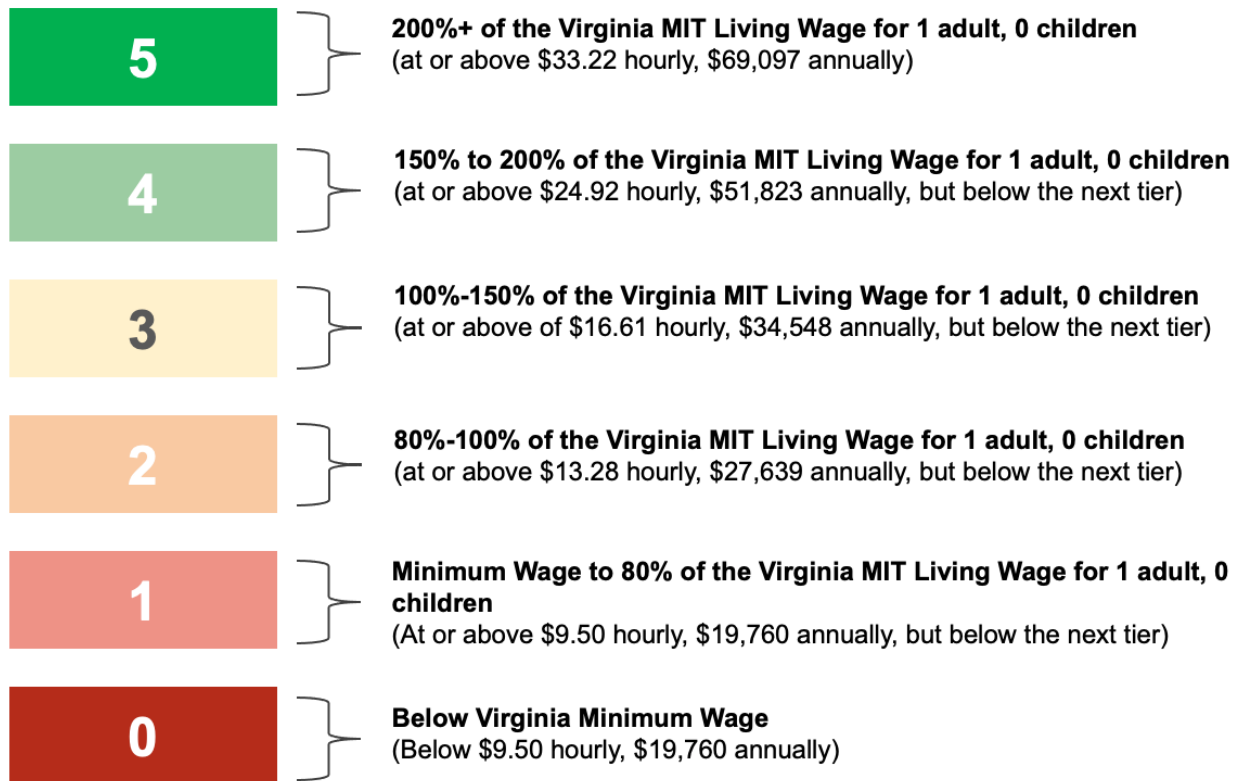 5
200%+ of the Virginia MIT Living Wage for 1 adult, 0 children
(at or above $33.22 hourly, $69,097 annually)
4
150% to 200% of the Virginia MIT Living Wage for 1 adult, 0 children
(at or above $24.92 hourly, $51,823 annually, but below the next tier)
3
100%-150% of the Virginia MIT Living Wage for 1 adult, 0 children
(at or above of $16.61 hourly, $34,548 annually, but below the next tier)
2
80%-100% of the Virginia MIT Living Wage for 1 adult, 0 children
(at or above $13.28 hourly, $27,639 annually, but below the next tier)
1
Minimum Wage to 80% of the Virginia MIT Living Wage for 1 adult, 0
children
(At or above $9.50 hourly, $19,760 annually, but below the next tier)
0
Below Virginia Minimum Wage
(Below $9.50 hourly, $19,760 annually)